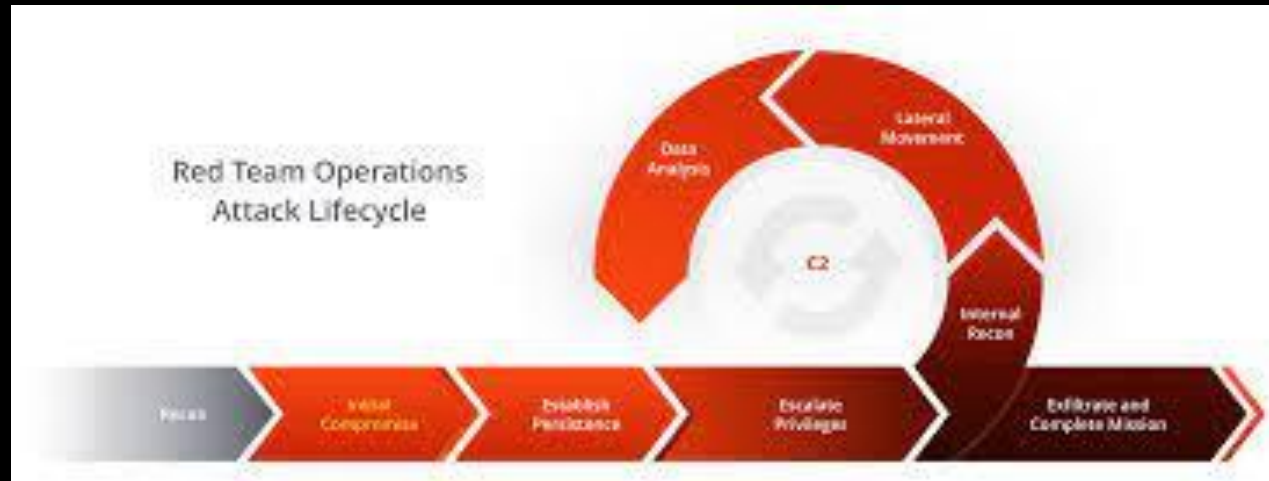 Red Team Operations
Attack Lifecycle
Data
Analysis
Lateral
Movement
C2
Internal
Recon
Recon
Initial
Compromise
Establish
Persistence
Escalate
Privileges
Exfiltrate and
Complete Mission